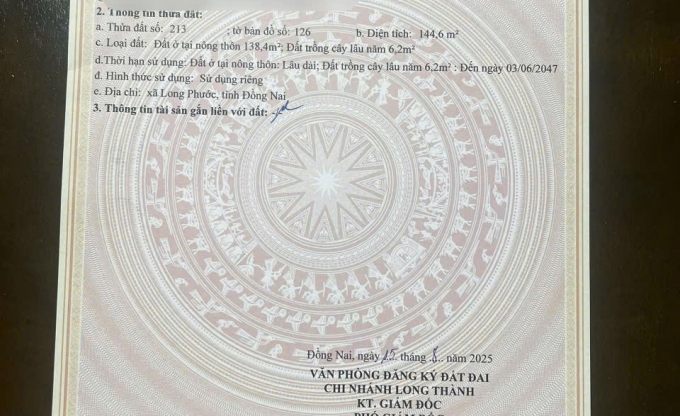 2. Thông tin thửa đất:
a. Thửa đất số: 213 ; tờ bản đồ số: 126 b. Diện tích: 144,6 m²
c. Loại đất: Đất ở tại nông thôn 138,4m²; Đất trồng cây lâu năm 6,2m²
d.Thời hạn sử dụng: Đất ở tại nông thôn: Lâu dài; Đất trồng cây lâu năm 6,2m² : Đến ngày 03/06/2047
đ. Hình thức sử dụng: Sử dụng riêng
e. Địa chỉ: xã Long Phước, tỉnh Đồng Nai
3. Thông tin tài sản gắn liền với đất: -/-
Đồng Nai, ngày 15 tháng 8.. năm 2025
VĂN PHÒNG ĐĂNG KÝ ĐẤT ĐAI
CHI NHÁNH LONG THÀNH
KT. GIÁM ĐỐC
PHÓ GIÁM ĐỐC